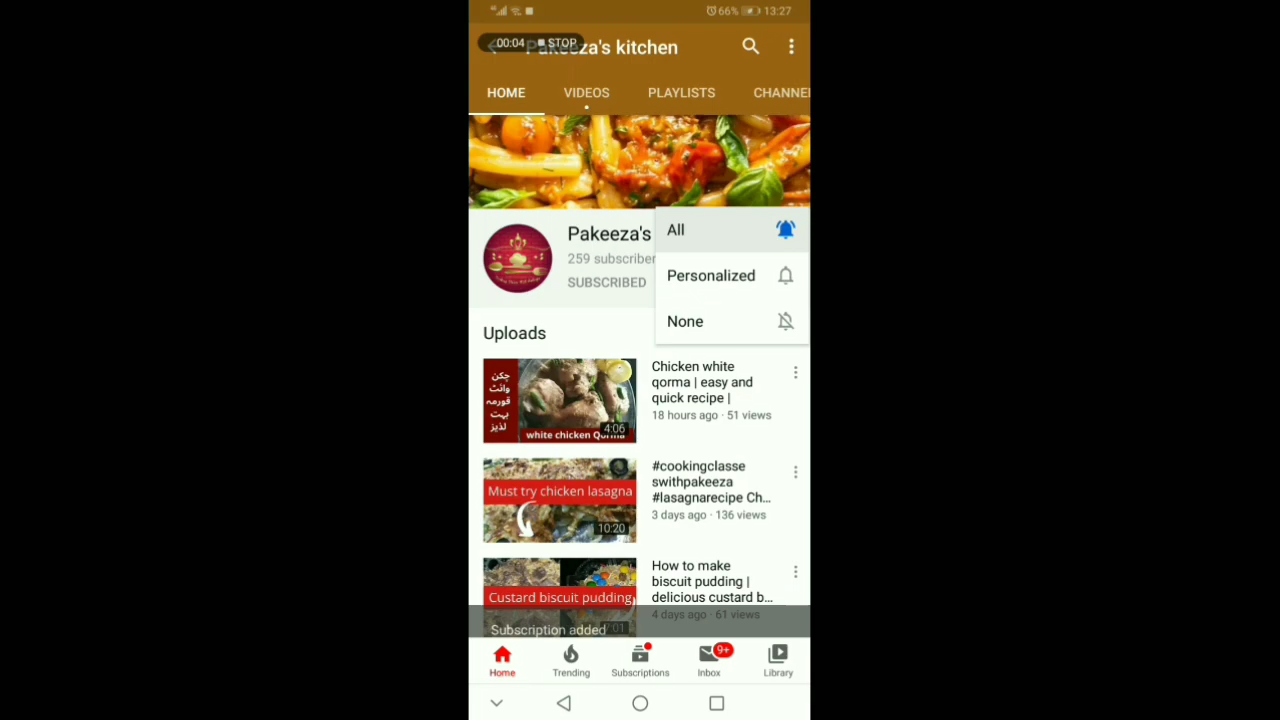 66% 13:27
00:04 STOP za's kitchen
HOME VIDEOS PLAYLISTS CHANNEL
Pakeeza's
259 subscriber
SUBSCRIBED
All
Personalized
None
Uploads
چکن
وائٹ
قورمہ
بہت
لذیز
white chicken Qorma
4:06
Chicken white
qorma | easy and
quick recipe |
18 hours ago · 51 views
Must try chicken lasagna
10:20
#cookingclasse
swithpakeeza
#lasagnarecipe Ch...
3 days ago · 136 views
Custard biscuit pudding
How to make
biscuit pudding |
delicious custard b...
4 days ago · 61 views
Subscription added
Home Trending Subscriptions Inbox 9+ Library